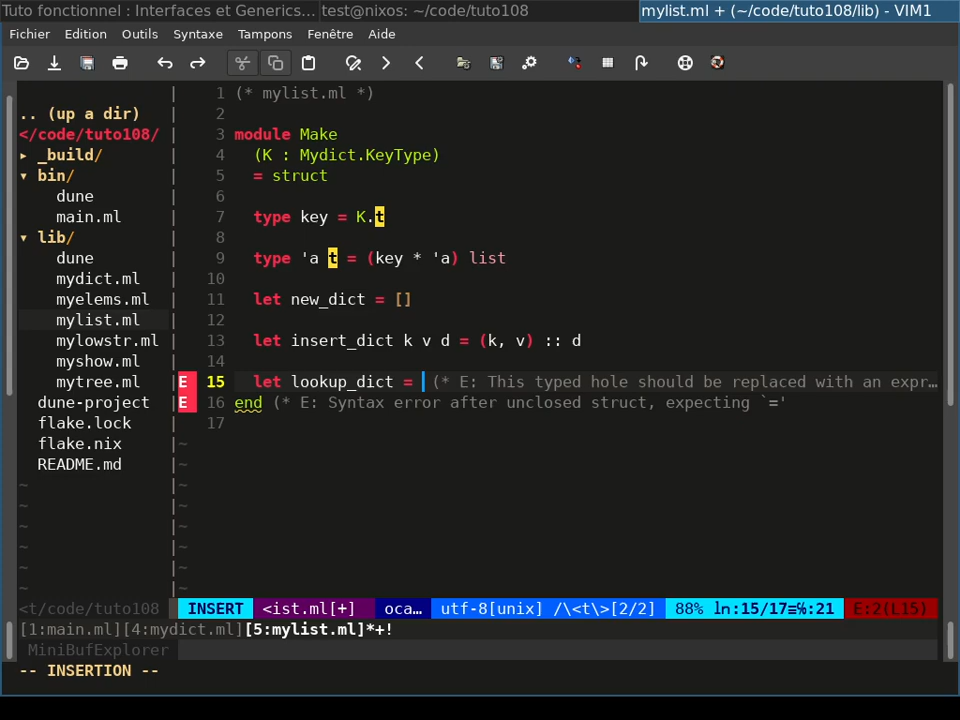 Tuto fonctionnel : Interfaces et Generics... test@nixos: ~/code/tuto108 mylist.ml + (~/code/tuto108/lib) - VIM1
Fichier Edition Outils Syntaxe Tampons Fenêtre Aide
.. (up a dir)
</code/tuto108/
▸ _build/
▾ bin/
dune
main.ml
▾ lib/
dune
mydict.ml
myelems.ml
mylist.ml
mylowstr.ml
myshow.ml
mytree.ml
dune-project
flake.lock
flake.nix
README.md
~
~
~
~
~
~
<t/code/tuto108
1 (* mylist.ml *)
2
3 module Make
4 (K : Mydict.KeyType)
5 = struct
6
7 type key = K.t
8
9 type 'a t = (key * 'a) list
10
11 let new_dict = []
12
13 let insert_dict k v d = (k, v) :: d
14
E 15 let lookup_dict = (* E: This typed hole should be replaced with an expr…
E 16 end (* E: Syntax error after unclosed struct, expecting `='
17
~
~
~
~
~
~
~
~
INSERT <ist.ml[+] oca… utf-8[unix] /\<t\>[2/2] 88% ln:15/17≡℅:21 E:2(L15)
[1:main.ml][4:mydict.ml][5:mylist.ml]*+!
MiniBufExplorer
-- INSERTION --